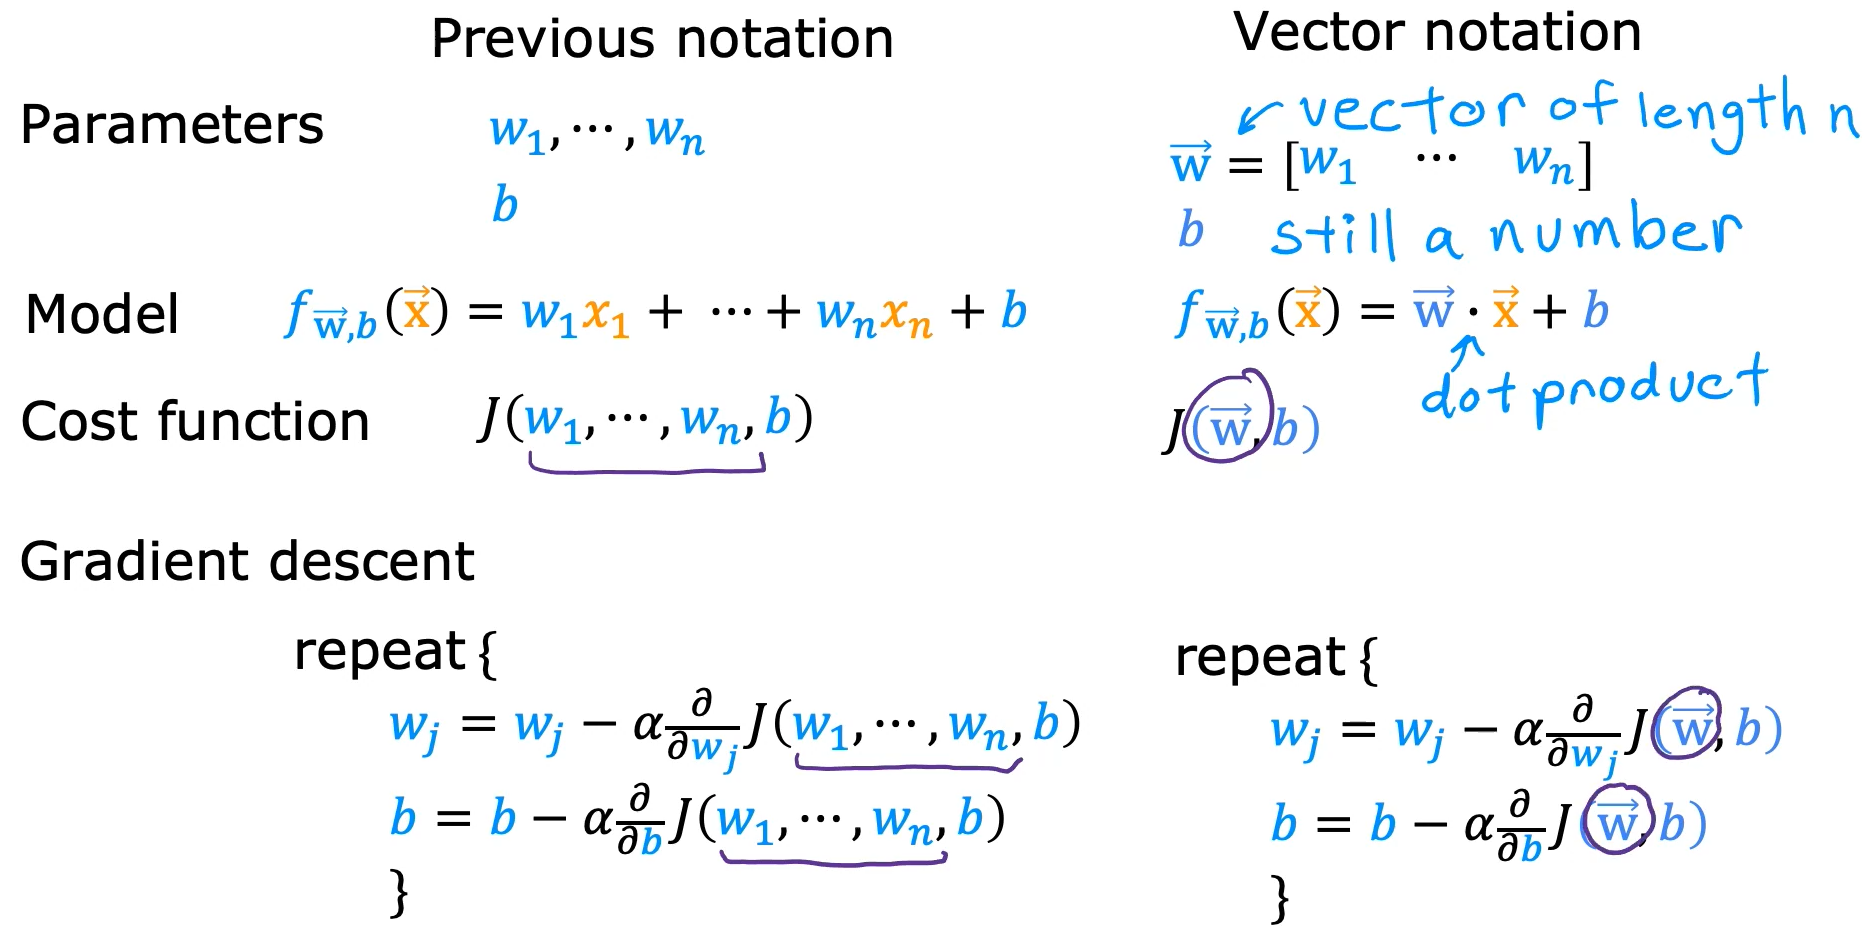 Previous notation Vector notation
Parameters w₁, ⋯ , wₙ vector of length n
w⃗ = [w₁ ⋯ wₙ]
b b still a number
Model f_w⃗,b(x⃗) = w₁x₁ + ⋯ + wₙxₙ + b f_w⃗,b(x⃗) = w⃗ · x⃗ + b
dot product
Cost function J(w₁, ⋯ , wₙ, b) J(w⃗, b)
Gradient descent
repeat { repeat {
wⱼ = wⱼ − α ∂/∂wⱼ J(w₁, ⋯ , wₙ, b) wⱼ = wⱼ − α ∂/∂wⱼ J(w⃗, b)
b = b − α ∂/∂b J(w₁, ⋯ , wₙ, b) b = b − α ∂/∂b J(w⃗, b)
} }